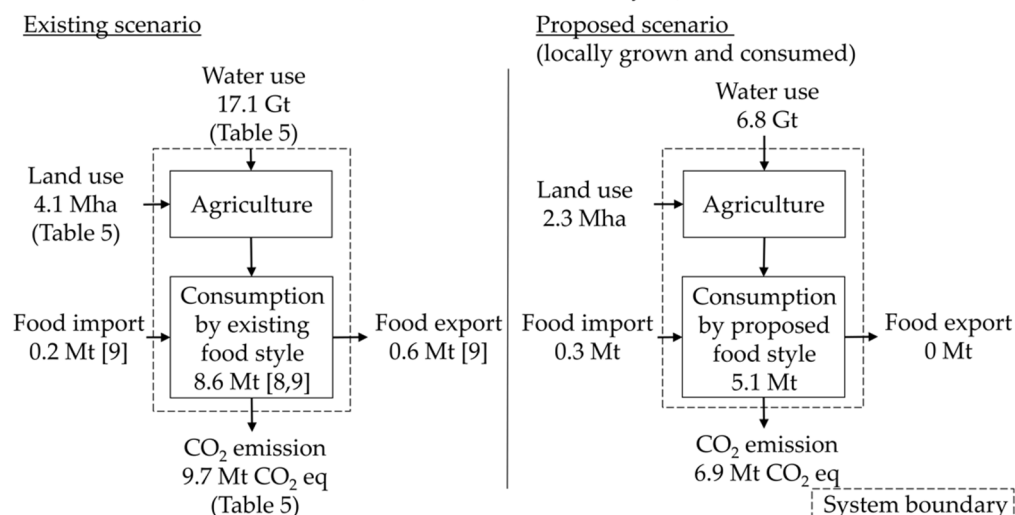 Existing scenario
Water use
17.1 Gt
(Table 5)
Land use
4.1 Mha
(Table 5)
Agriculture
Food import
0.2 Mt [9]
Consumption
by existing
food style
8.6 Mt [8,9]
Food export
0.6 Mt [9]
CO₂ emission
9.7 Mt CO₂ eq
(Table 5)
Proposed scenario
(locally grown and consumed)
Water use
6.8 Gt
Land use
2.3 Mha
Agriculture
Food import
0.3 Mt
Consumption
by proposed
food style
5.1 Mt
Food export
0 Mt
CO₂ emission
6.9 Mt CO₂ eq
System boundary